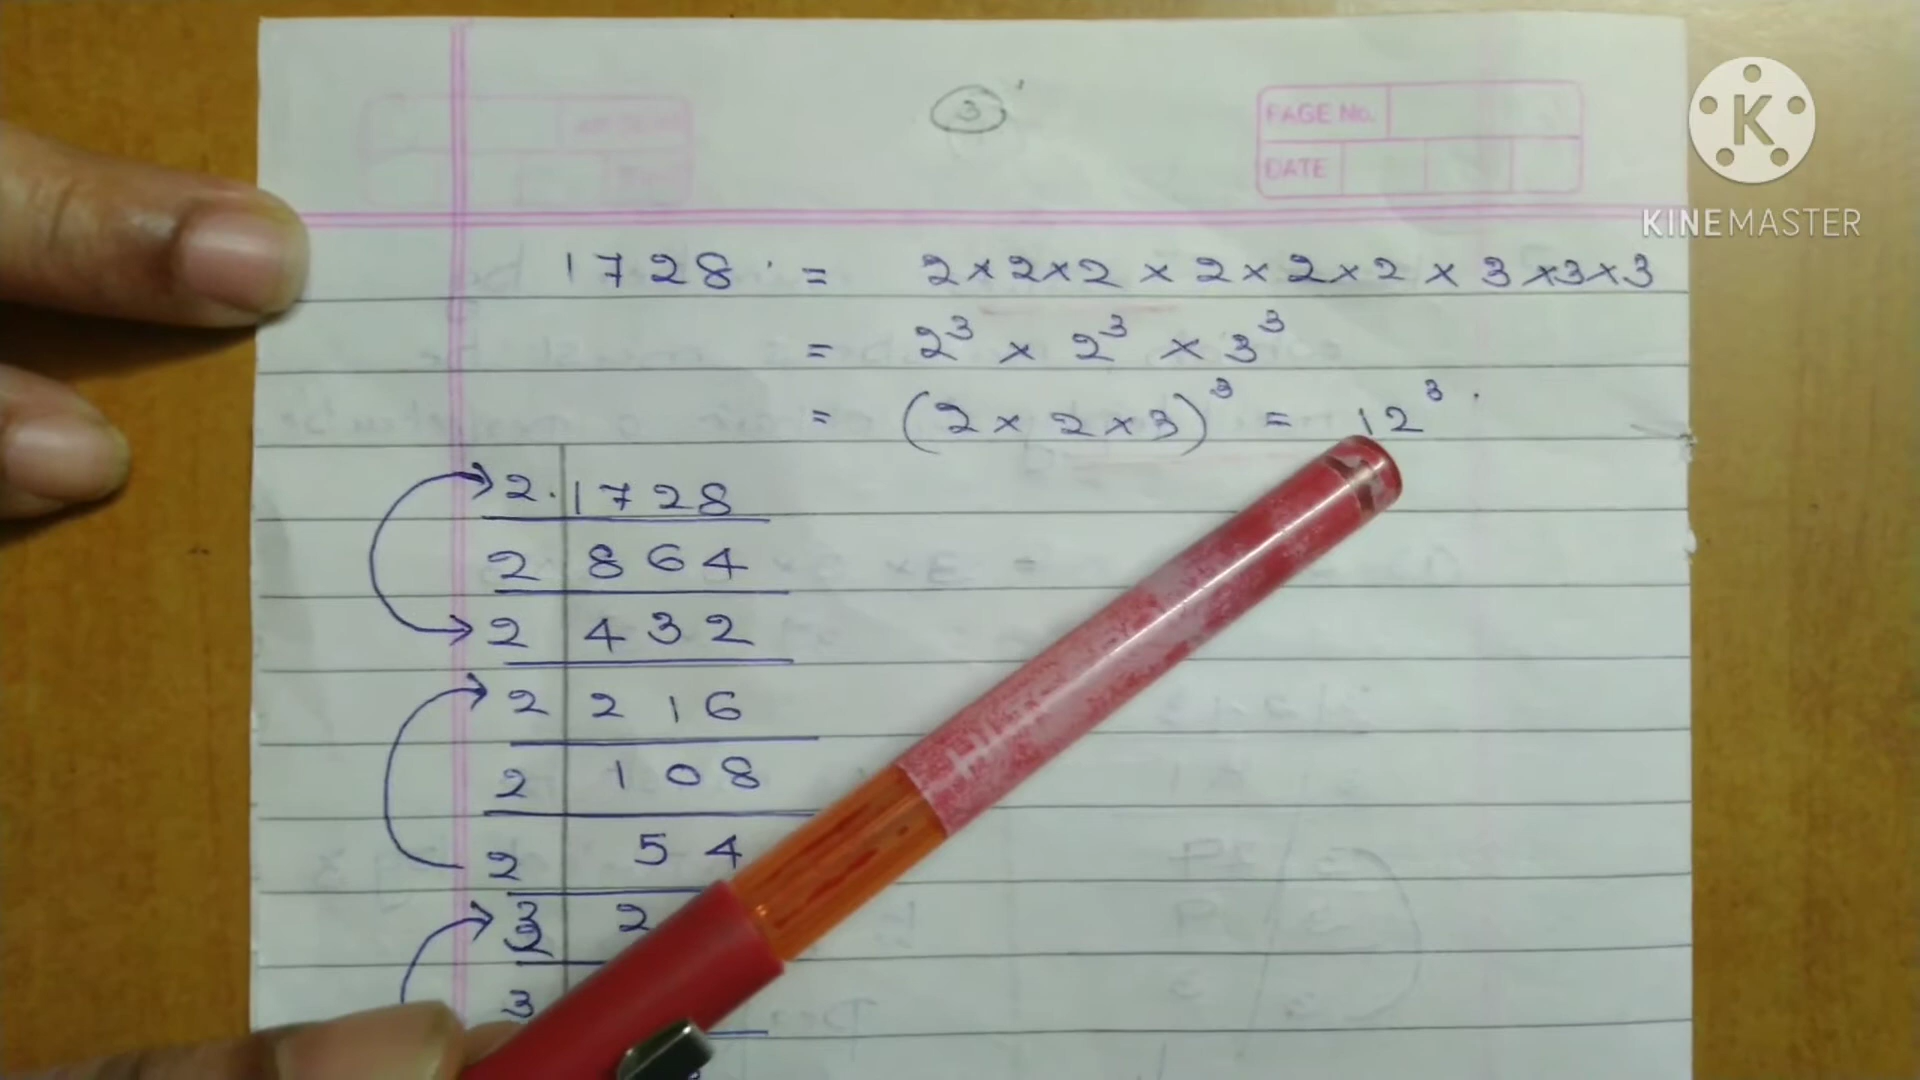 3
PAGE No.
DATE
K
KINEMASTER
1728 = 2×2×2 × 2×2×2 × 3×3×3
= 2³ × 2³ × 3³
= (2 × 2 × 3)³ = 12³
2 1728
2 864
2 432
2 216
2 108
2 54
3 2
3